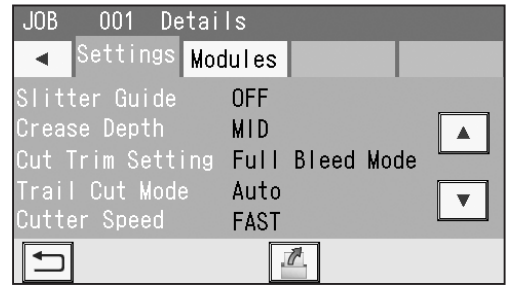 JOB 001 Details
Settings Modules
Slitter Guide OFF
Crease Depth MID
Cut Trim Setting Full Bleed Mode
Trail Cut Mode Auto
Cutter Speed FAST